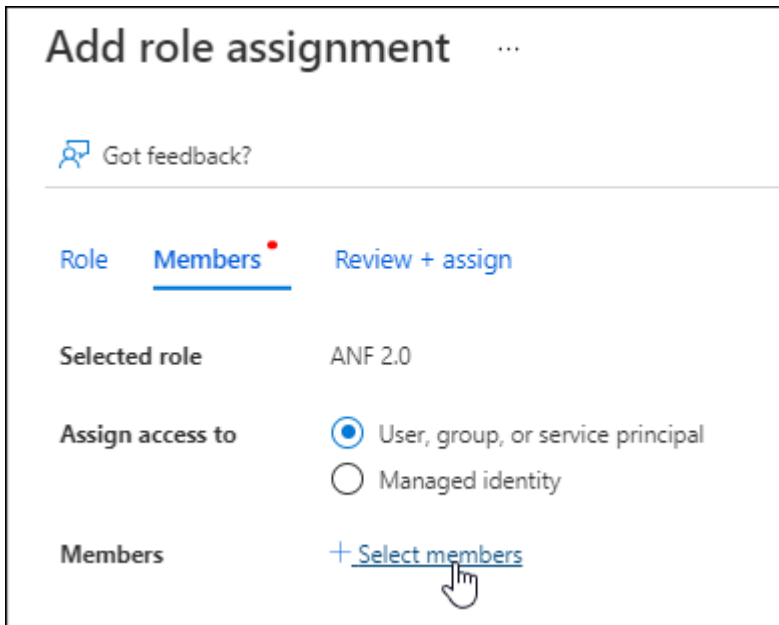 Add role assignment ...
Got feedback?
Role Members Review + assign
Selected role ANF 2.0
Assign access to User, group, or service principal
Managed identity
Members + Select members